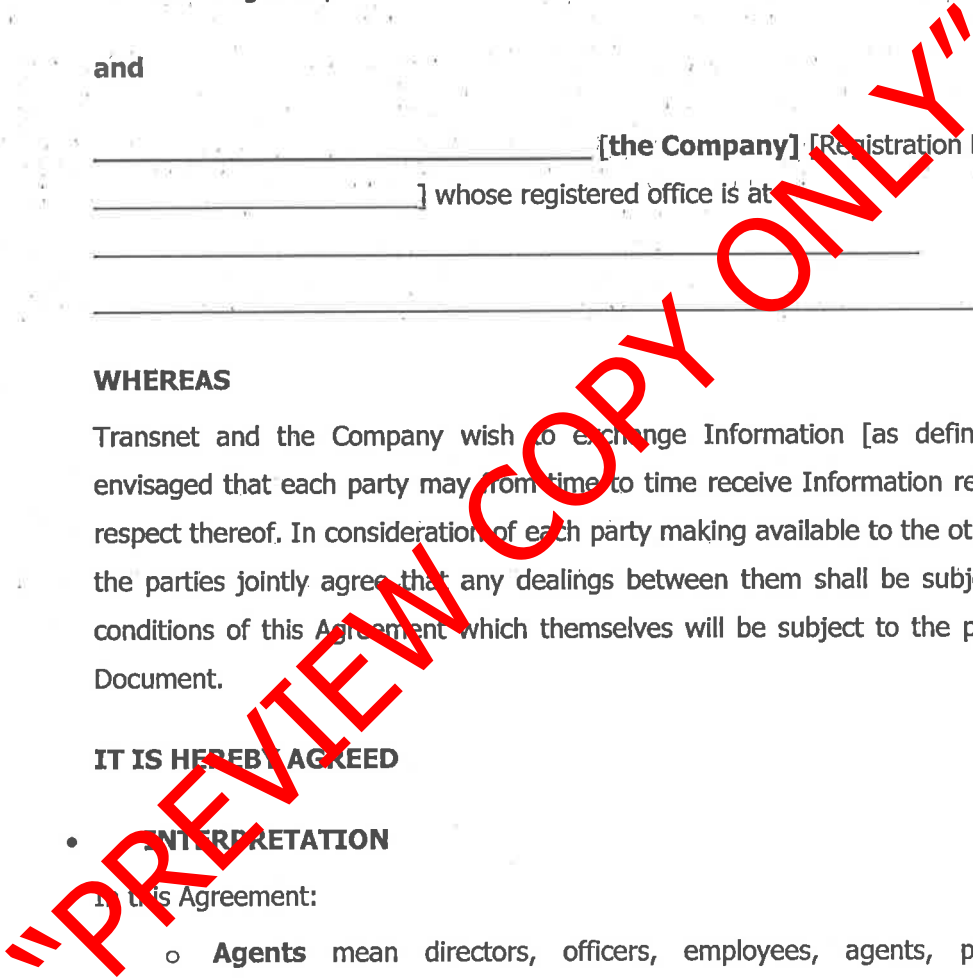 and
[the Company] [Registration
] whose registered office is at
WHEREAS
Transnet and the Company wish to exchange Information [as defin
envisaged that each party may from time to time receive Information re
respect thereof. In consideration of each party making available to the ot
the parties jointly agree that any dealings between them shall be subj
conditions of this Agreement which themselves will be subject to the p
Document.
IT IS HEREBY AGREED
• INTERPRETATION
In this Agreement:
o Agents mean directors, officers, employees, agents, p
"PREVIEW COPY ONLY"